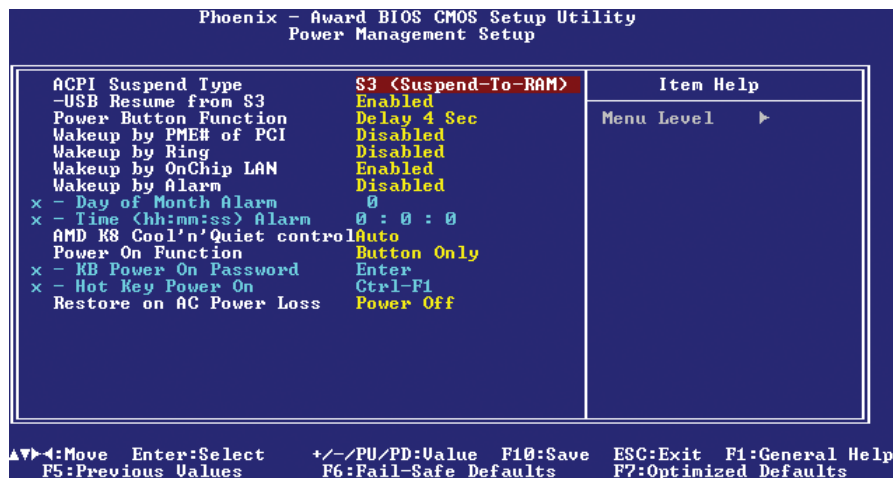 Phoenix - Award BIOS CMOS Setup Utility
Power Management Setup
ACPI Suspend Type S3 (Suspend-To-RAM)
-USB Resume from S3 Enabled
Power Button Function Delay 4 Sec
Wakeup by PME# of PCI Disabled
Wakeup by Ring Disabled
Wakeup by OnChip LAN Enabled
Wakeup by Alarm Disabled
x - Day of Month Alarm 0
x - Time (hh:mm:ss) Alarm 0 : 0 : 0
AMD K8 Cool'n'Quiet control Auto
Power On Function Button Only
x - KB Power On Password Enter
x - Hot Key Power On Ctrl-F1
Restore on AC Power Loss Power Off
Item Help
Menu Level ►
▲▼►◄:Move Enter:Select +/-/PU/PD:Value F10:Save ESC:Exit F1:General Help
F5:Previous Values F6:Fail-Safe Defaults F7:Optimized Defaults